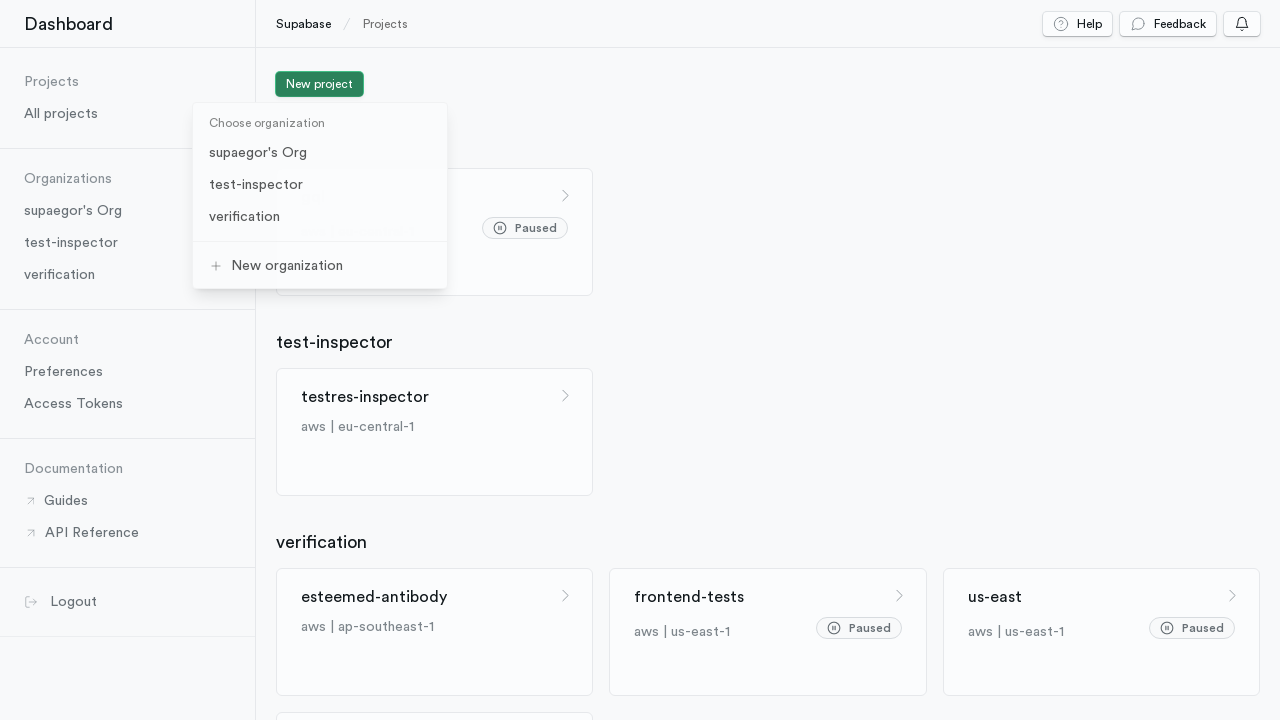 Dashboard
Supabase
Projects
Help
Feedback
Projects
All projects
Organizations
supaegor's Org
test-inspector
verification
Account
Preferences
Access Tokens
Documentation
Guides
API Reference
Logout
New project
Choose organization
supaegor's Org
test-inspector
verification
New organization
Paused
test-inspector
testres-inspector
aws | eu-central-1
verification
esteemed-antibody
aws | ap-southeast-1
frontend-tests
aws | us-east-1
Paused
us-east
aws | us-east-1
Paused